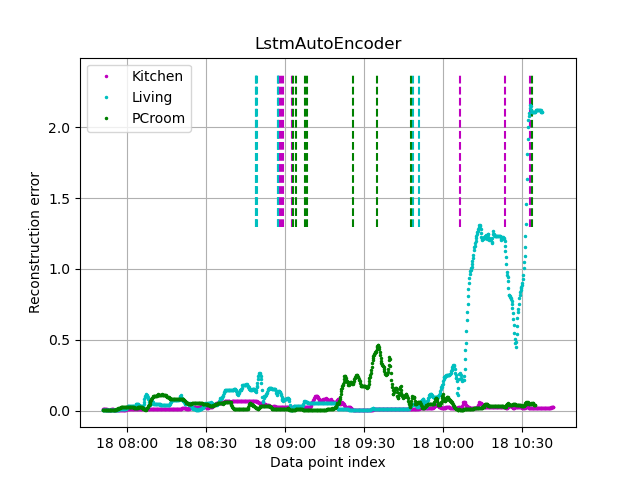 LstmAutoEncoder
Kitchen
Living
PCroom
Reconstruction error
2.0
1.5
1.0
0.5
0.0
18 08:00 18 08:30 18 09:00 18 09:30 18 10:00 18 10:30
Data point index